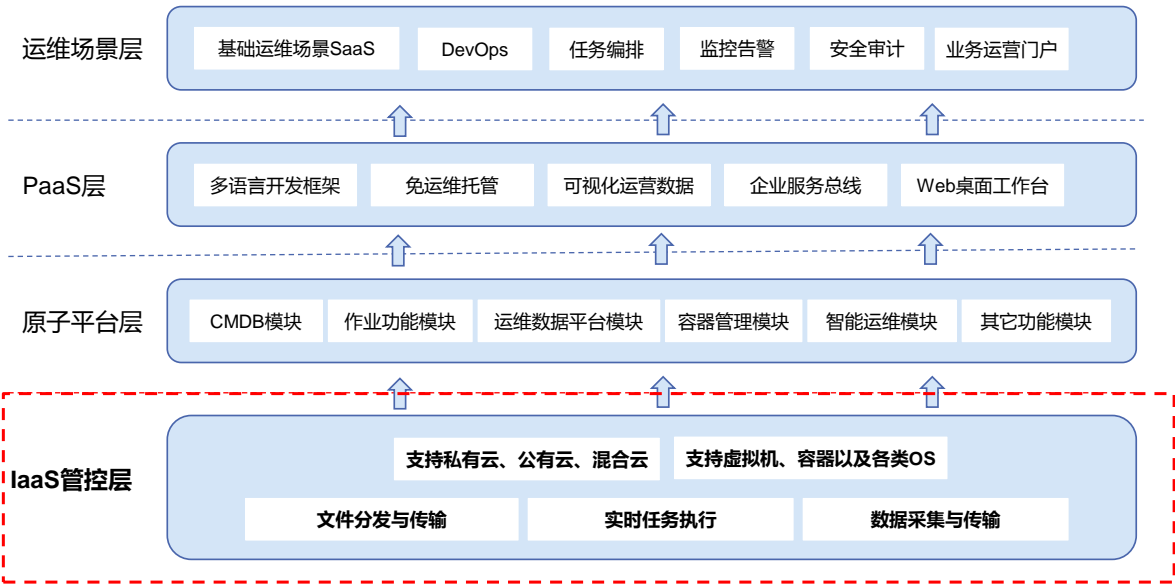 运维场景层
基础运维场景SaaS
DevOps
任务编排
监控告警
安全审计
业务运营门户
PaaS层
多语言开发框架
免运维托管
可视化运营数据
企业服务总线
Web桌面工作台
原子平台层
CMDB模块
作业功能模块
运维数据平台模块
容器管理模块
智能运维模块
其它功能模块
IaaS管控层
支持私有云、公有云、混合云
支持虚拟机、容器以及各类OS
文件分发与传输
实时任务执行
数据采集与传输